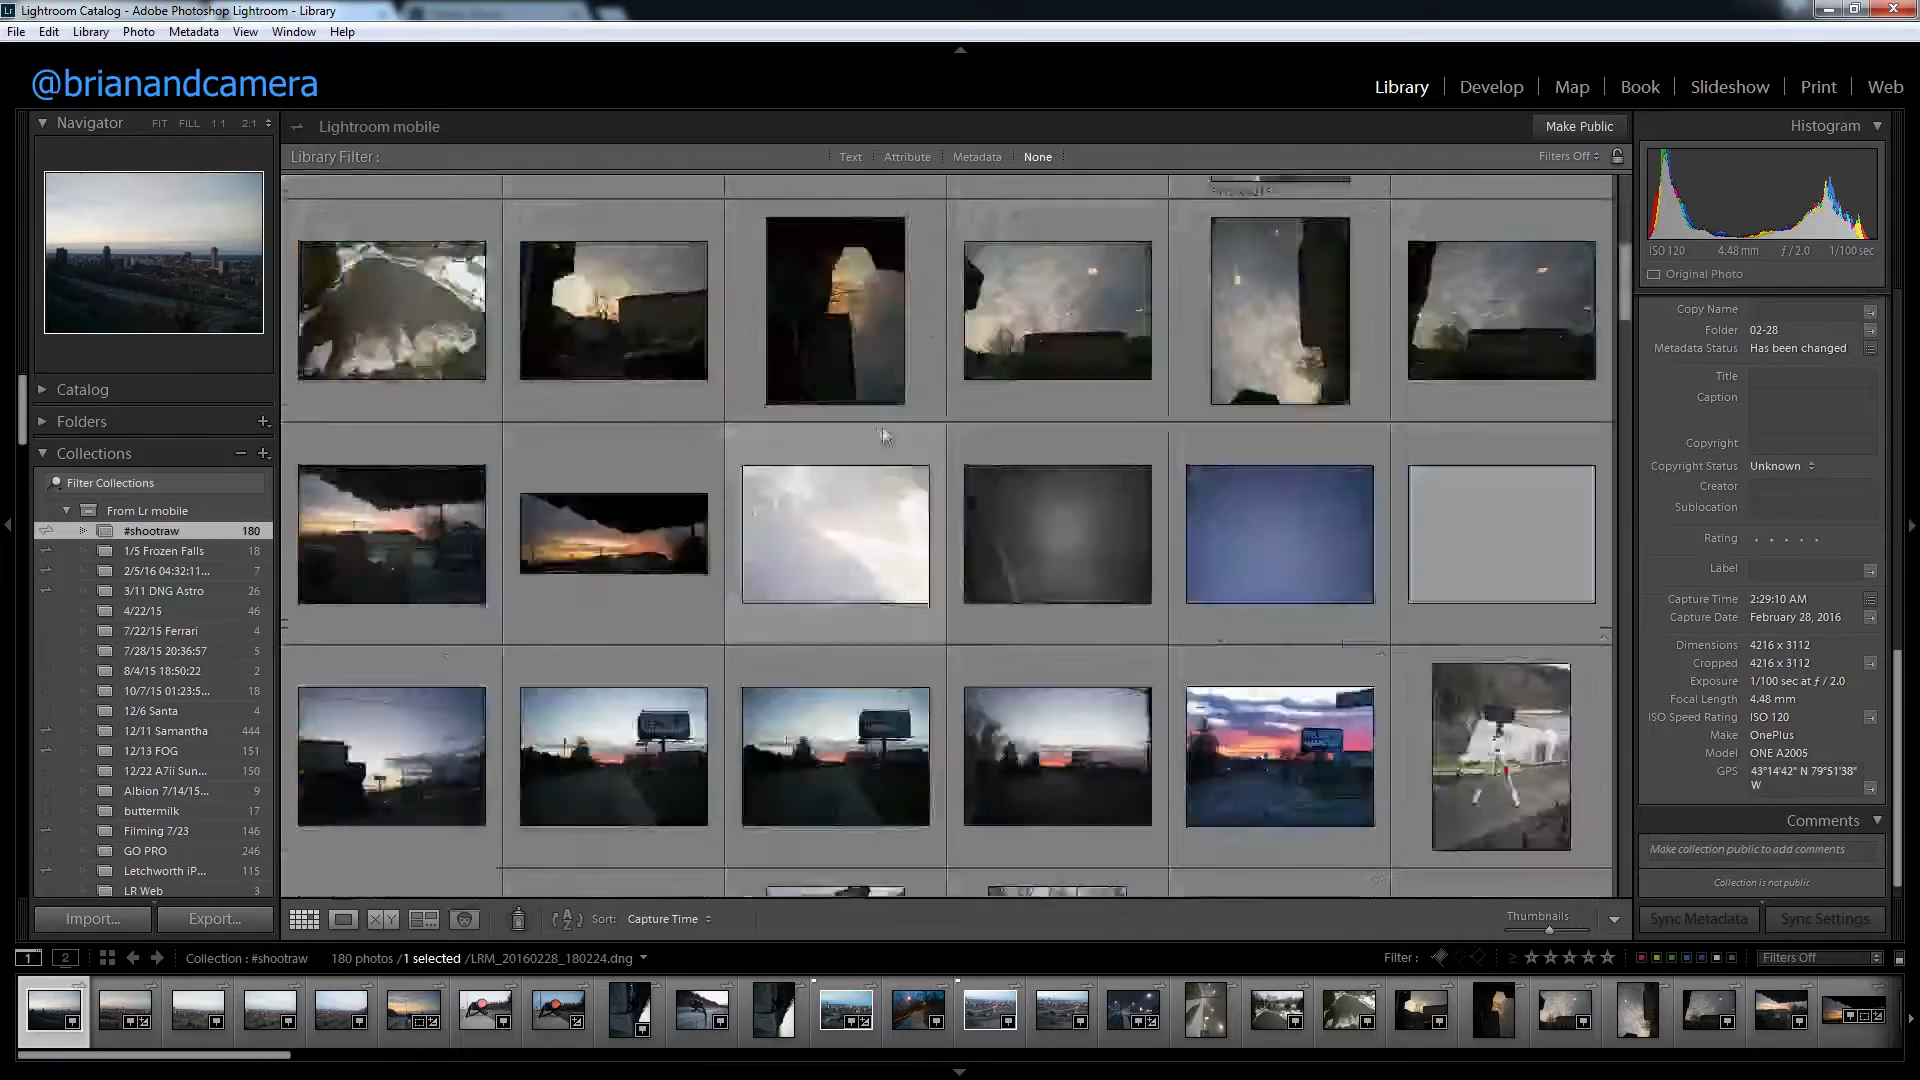 Lightroom Catalog - Adobe Photoshop Lightroom - Library
File Edit Library Photo Metadata View Window Help
@brianandcamera
Library Develop Map Book Slideshow Print Web
Navigator FIT FILL 1:1 2:1
Lightroom mobile
Make Public
Histogram
Library Filter :
Text Attribute Metadata None
Filters Off
ISO 120 4.48 mm ƒ / 2.0 1/100 sec
Original Photo
Copy Name
Folder 02-28
Metadata Status Has been changed
Title
Caption
Copyright
Copyright Status Unknown
Creator
Sublocation
Rating
Label
Capture Time 2:29:10 AM
Capture Date February 28, 2016
Dimensions 4216 x 3112
Cropped 4216 x 3112
Exposure 1/100 sec at ƒ / 2.0
Focal Length 4.48 mm
ISO Speed Rating ISO 120
Make OnePlus
Model ONE A2005
GPS 43°14'42" N 79°51'38" W
Comments
Make collection public to add comments
Collection is not public
Sync Metadata Sync Settings
Catalog
Folders
Collections
Filter Collections
From Lr mobile
#shootraw 180
1/5 Frozen Falls 18
2/5/16 04:32:11... 7
3/11 DNG Astro 26
4/22/15 46
7/22/15 Ferrari 4
7/28/15 20:36:57 5
8/4/15 18:50:22 2
10/7/15 01:23:5... 18
12/6 Santa 4
12/11 Samantha 444
12/13 FOG 151
12/22 A7ii Sun... 150
Albion 7/14/15... 9
buttermilk 17
Filming 7/23 146
GO PRO 246
Letchworth iP... 115
LR Web 3
Import... Export...
Sort: Capture Time
Thumbnails
1 2 Collection : #shootraw 180 photos / 1 selected / LRM_20160228_180224.dng
Filter : Filters Off